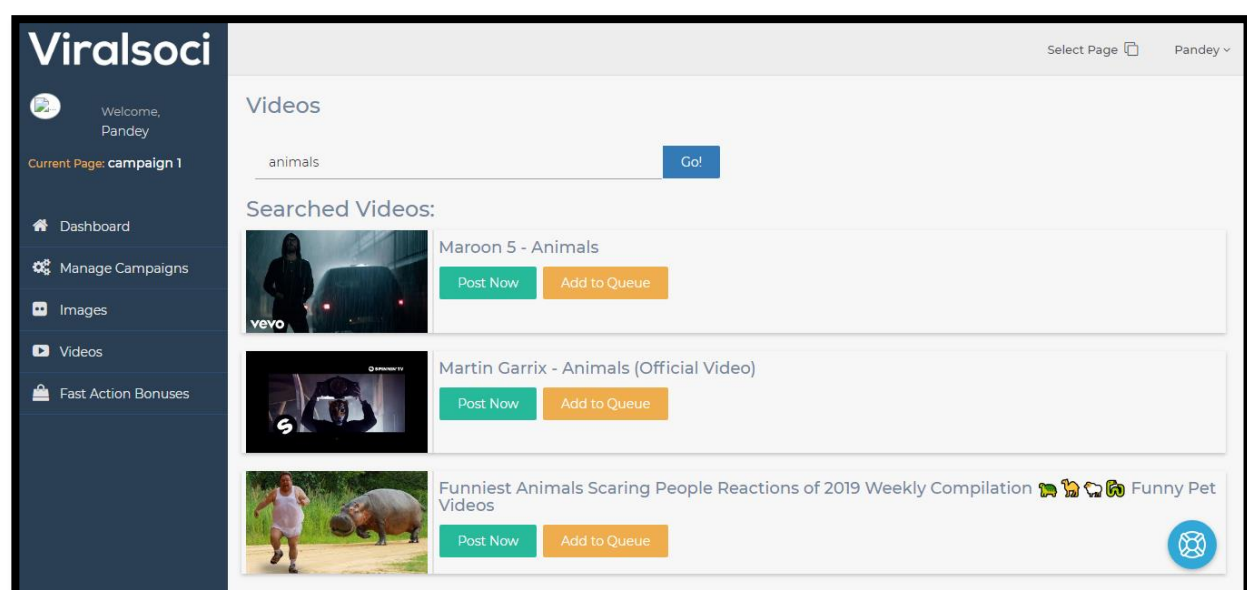 Viralsoci
Select Page
Pandey
Welcome,
Pandey
Current Page: campaign 1
Dashboard
Manage Campaigns
Images
Videos
Fast Action Bonuses
Videos
animals
Go!
Searched Videos:
vevo
Maroon 5 - Animals
Post Now
Add to Queue
SPINNIN' TV
S
Martin Garrix - Animals (Official Video)
Post Now
Add to Queue
Funniest Animals Scaring People Reactions of 2019 Weekly Compilation 🐢🐪🐑🐍 Funny Pet
Videos
Post Now
Add to Queue